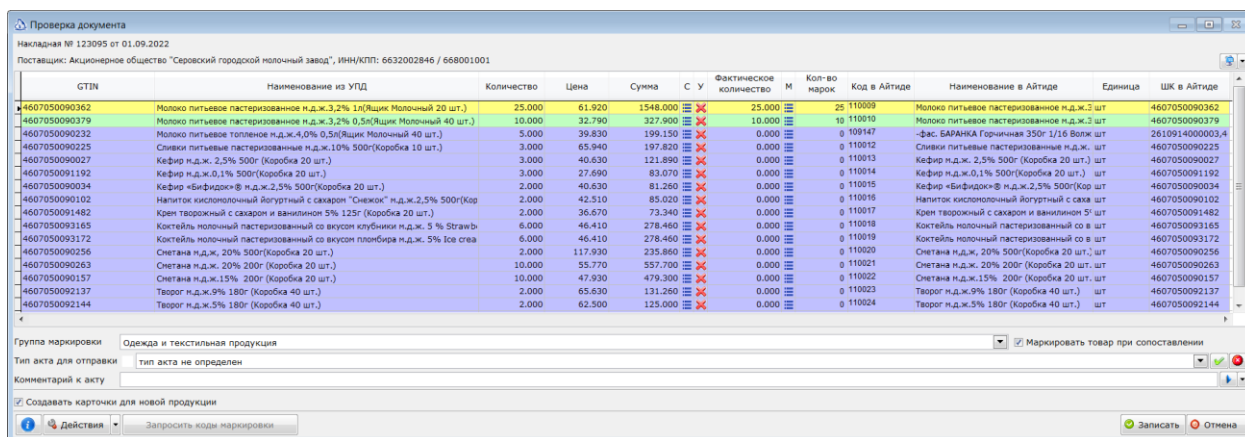 Проверка документа
Накладная № 123095 от 01.09.2022
Поставщик: Акционерное общество "Серовский городской молочный завод", ИНН/КПП: 6632002846 / 668001001
GTIN Наименование из УПД Количество Цена Сумма С У Фактическое количество М Кол-во марок Код в Айтиде Наименование в Айтиде Единица ШК в Айтиде
4607050090362 Молоко питьевое пастеризованное м.д.ж.3,2% 1л(Ящик Молочный 20 шт.) 25.000 61.920 1548.000 25.000 25 110009 Молоко питьевое пастеризованное м.д.ж.3 шт 4607050090362
4607050090379 Молоко питьевое пастеризованное м.д.ж.3,2% 0,5л(Ящик Молочный 40 шт.) 10.000 32.790 327.900 10.000 10 110010 Молоко питьевое пастеризованное м.д.ж.3 шт 4607050090379
4607050090232 Молоко питьевое топленое м.д.ж.4,0% 0,5л(Ящик Молочный 40 шт.) 5.000 39.830 199.150 0.000 0 109147 -фас. БАРАНКА Горчичная 350г 1/16 Волж шт 2610914000003,4
4607050090225 Сливки питьевые пастеризованные м.д.ж.10% 500г(Коробка 10 шт.) 3.000 65.940 197.820 0.000 0 110012 Сливки питьевые пастеризованные м.д.ж. шт 4607050090225
4607050090027 Кефир м.д.ж. 2,5% 500г (Коробка 20 шт.) 3.000 40.630 121.890 0.000 0 110013 Кефир м.д.ж. 2,5% 500г (Коробка 20 шт.) шт 4607050090027
4607050091192 Кефир м.д.ж.0,1% 500г(Коробка 20 шт.) 3.000 27.690 83.070 0.000 0 110014 Кефир м.д.ж.0,1% 500г(Коробка 20 шт.) шт 4607050091192
4607050090034 Кефир «Бифидок»® м.д.ж.2,5% 500г(Коробка 20 шт.) 2.000 40.630 81.260 0.000 0 110015 Кефир «Бифидок»® м.д.ж.2,5% 500г(Кор шт 4607050090034
4607050090102 Напиток кисломолочный йогуртный с сахаром "Снежок" м.д.ж.2,5% 500г(Кор 2.000 42.510 85.020 0.000 0 110016 Напиток кисломолочный йогуртный с саха шт 4607050090102
4607050091482 Крем творожный с сахаром и ванилином 5% 125г (Коробка 20 шт.) 2.000 36.670 73.340 0.000 0 110017 Крем творожный с сахаром и ванилином 5% шт 4607050091482
4607050093165 Коктейль молочный пастеризованный со вкусом клубники м.д.ж. 5 % Strawb 6.000 46.410 278.460 0.000 0 110018 Коктейль молочный пастеризованный со в шт 4607050093165
4607050093172 Коктейль молочный пастеризованный со вкусом пломбира м.д.ж. 5% Ice crea 6.000 46.410 278.460 0.000 0 110019 Коктейль молочный пастеризованный со в шт 4607050093172
4607050090256 Сметана м,д,ж, 20% 500г(Коробка 20 шт.) 2.000 117.930 235.860 0.000 0 110020 Сметана м,д,ж, 20% 500г(Коробка 20 шт.) шт 4607050090256
4607050090263 Сметана м.д.ж. 20% 200г (Коробка 20 шт.) 10.000 55.770 557.700 0.000 0 110021 Сметана м.д.ж. 20% 200г (Коробка 20 шт. шт 4607050090263
4607050090157 Сметана м.д.ж.15% 200г (Коробка 20 шт.) 10.000 47.930 479.300 0.000 0 110022 Сметана м.д.ж.15% 200г (Коробка 20 шт. шт 4607050090157
4607050092137 Творог м.д.ж.9% 180г (Коробка 40 шт.) 2.000 65.630 131.260 0.000 0 110023 Творог м.д.ж.9% 180г (Коробка 40 шт.) шт 4607050092137
4607050092144 Творог м.д.ж.5% 180г (Коробка 40 шт.) 2.000 62.500 125.000 0.000 0 110024 Творог м.д.ж.5% 180г (Коробка 40 шт.) шт 4607050092144
Группа маркировки Одежда и текстильная продукция Маркировать товар при сопоставлении
Тип акта для отправки тип акта не определен
Комментарий к акту
Создавать карточки для новой продукции
Действия Запросить коды маркировки Записать Отмена